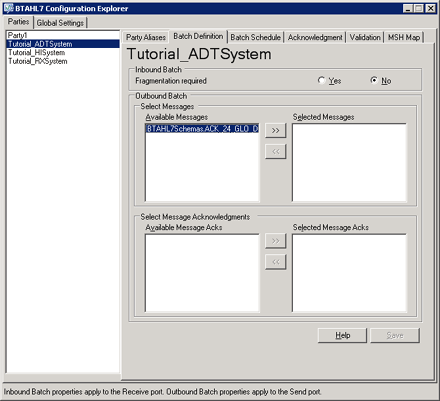 BTAHL7 Configuration Explorer
Parties Global Settings
Party1
Tutorial_ADTSystem
Tutorial_HISystem
Tutorial_RXSystem
Party Aliases Batch Definition Batch Schedule Acknowledgment Validation MSH Map
Tutorial_ADTSystem
Inbound Batch
Fragmentation required Yes No
Outbound Batch
Select Messages
Available Messages Selected Messages
BTAHL7Schemas.ACK_24_GLO_
>>
<<
Select Message Acknowledgments
Available Message Acks Selected Message Acks
>>
<<
Help Save
Inbound Batch properties apply to the Receive port. Outbound Batch properties apply to the Send port.